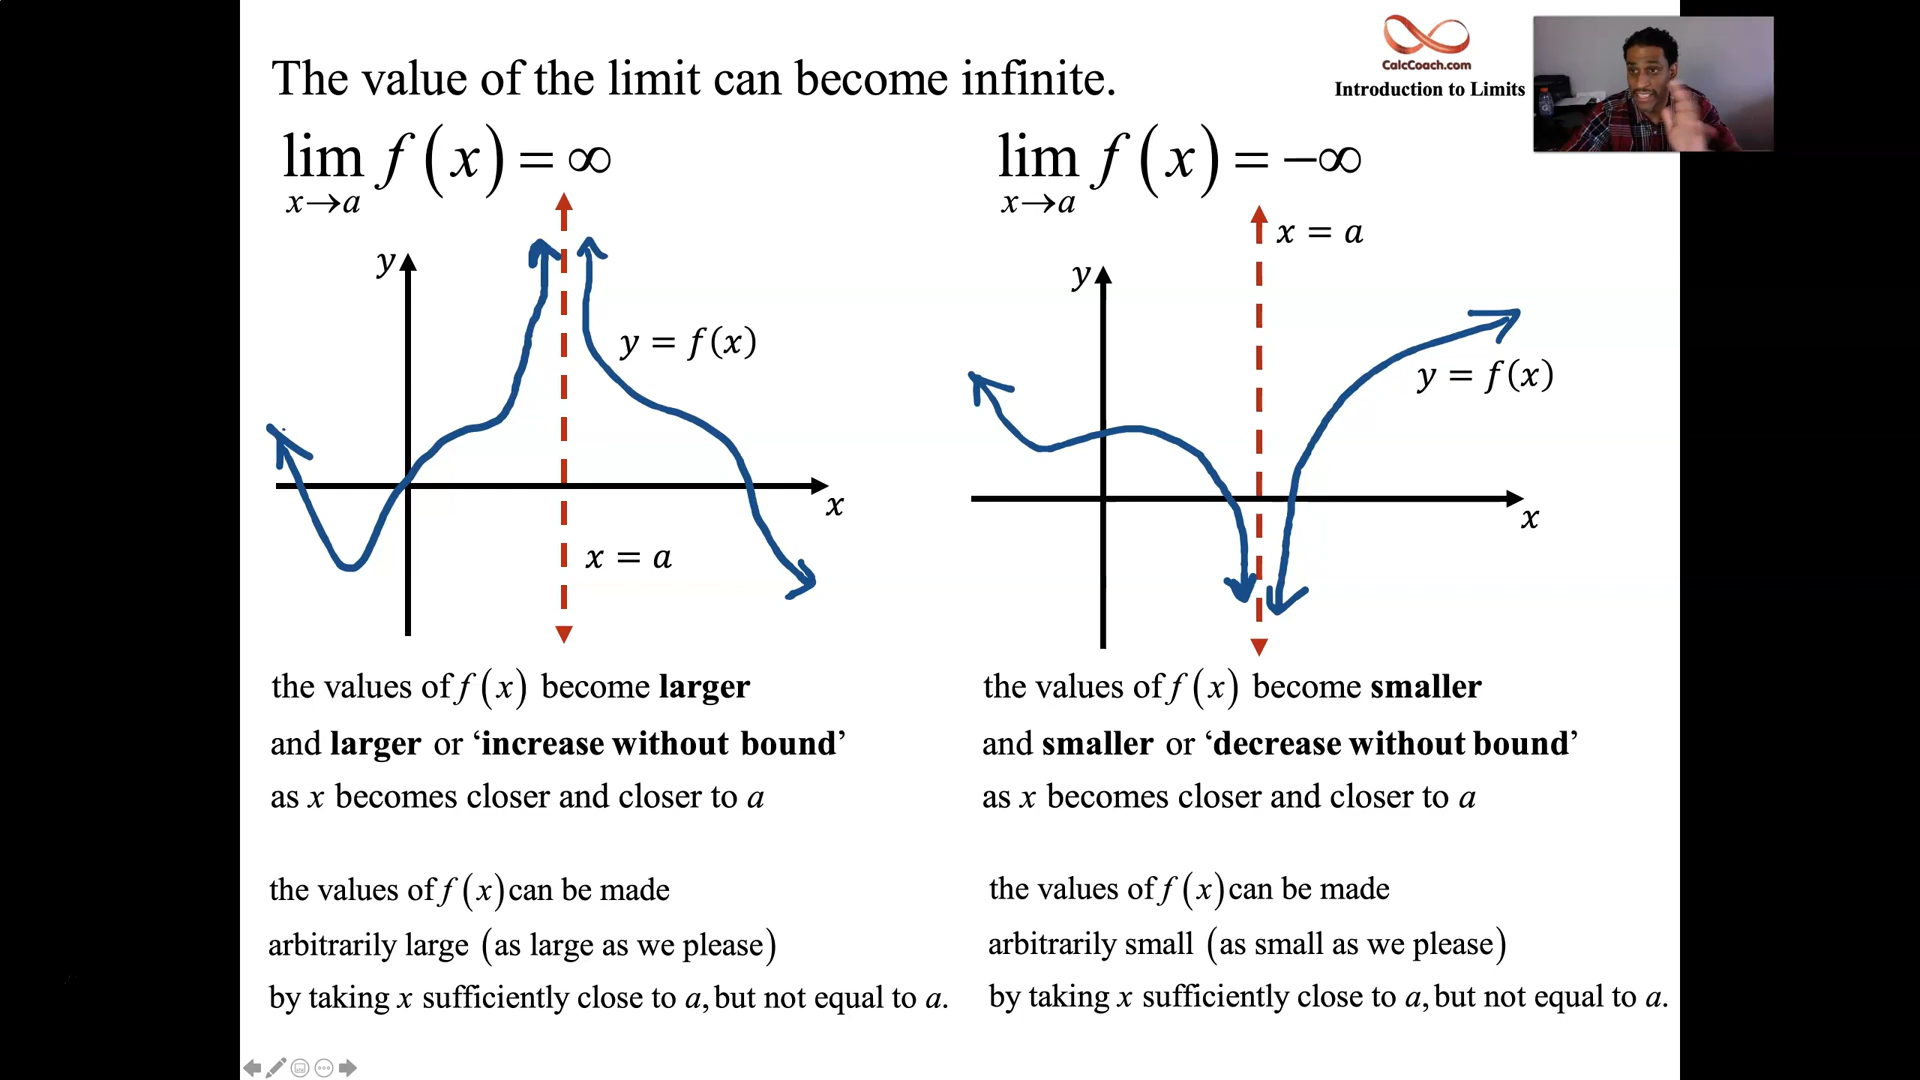 The value of the limit can become infinite.
CalcCoach.com
Introduction to Limits
lim f(x) = ∞
x→a
lim f(x) = −∞
x→a
y
y = f(x)
x
x = a
x = a
y
y = f(x)
x
the values of f(x) become larger
and larger or ‘increase without bound’
as x becomes closer and closer to a
the values of f(x) can be made
arbitrarily large (as large as we please)
by taking x sufficiently close to a, but not equal to a.
the values of f(x) become smaller
and smaller or ‘decrease without bound’
as x becomes closer and closer to a
the values of f(x) can be made
arbitrarily small (as small as we please)
by taking x sufficiently close to a, but not equal to a.